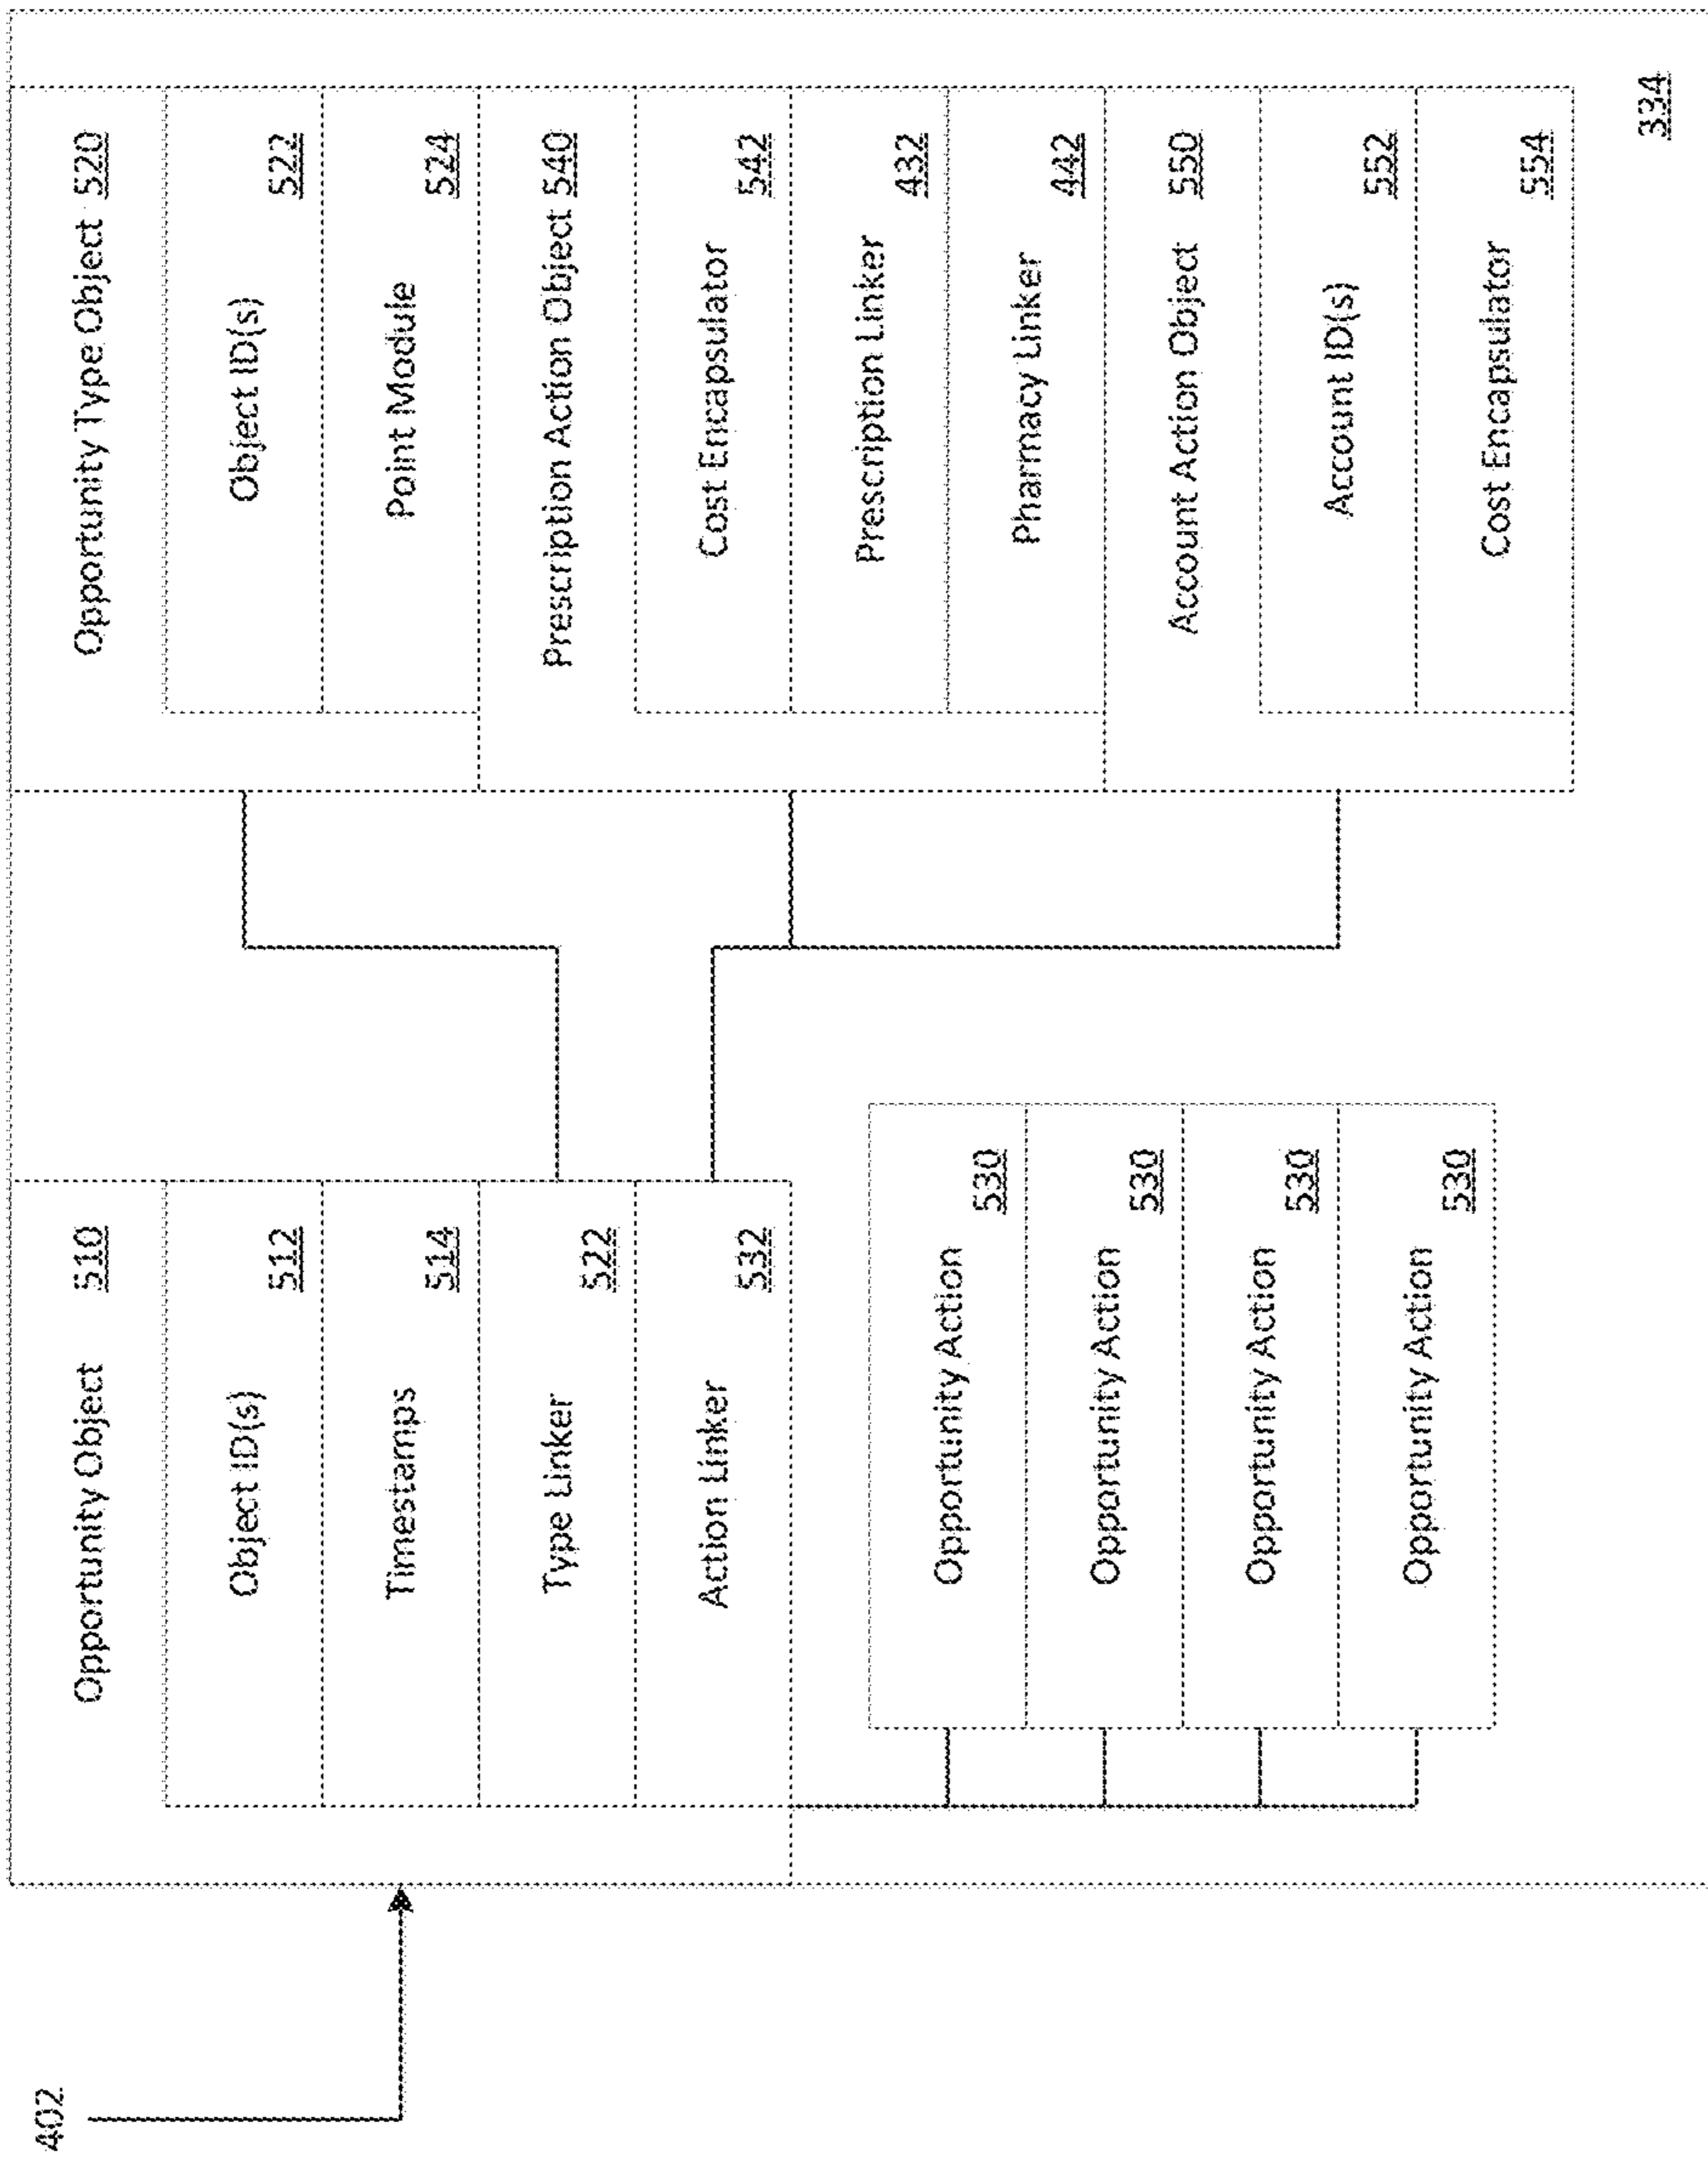 402
Opportunity Object 510
Object ID(s) 512
Timestamps 514
Type Linker 522
Action Linker 532
Opportunity Action 530
Opportunity Action 530
Opportunity Action 530
Opportunity Action 530
Opportunity Type Object 520
Object ID(s) 522
Point Module 524
Prescription Action Object 540
Cost Encapsulator 542
Prescription Linker 432
Pharmacy Linker 442
Account Action Object 550
Account ID(s) 552
Cost Encapsulator 554
334